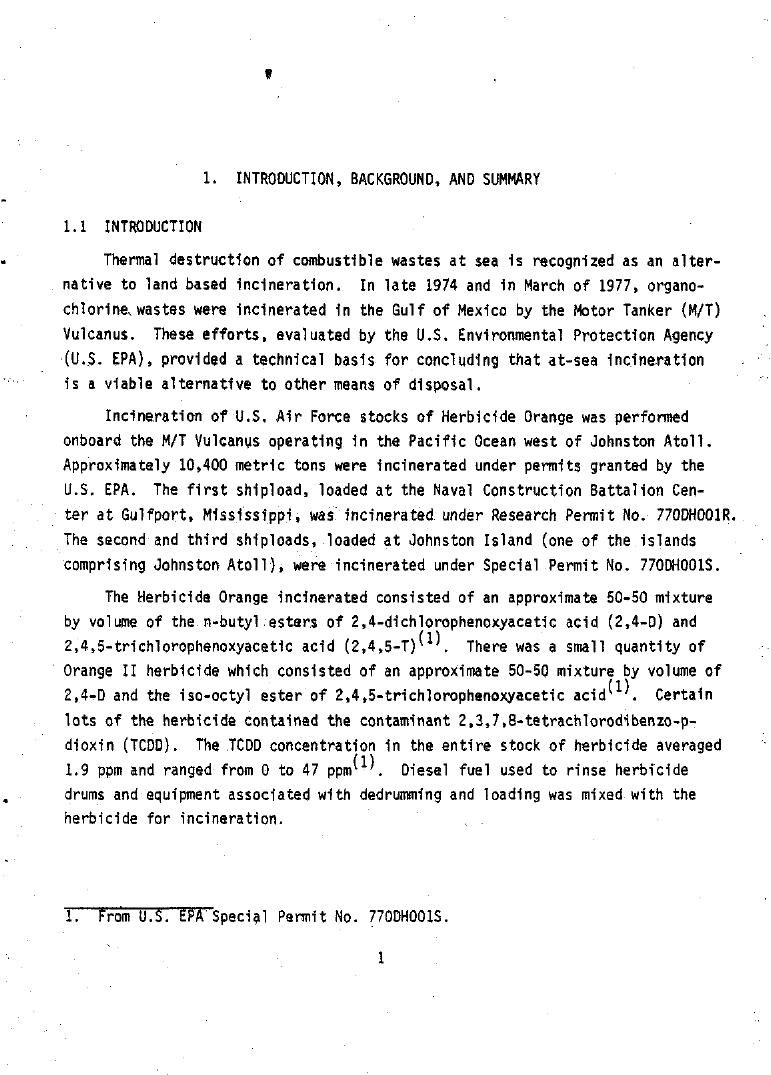 1. INTRODUCTION, BACKGROUND, AND SUMMARY
1.1 INTRODUCTION
Thermal destruction of combustible wastes at sea is recognized as an alter-
native to land based incineration. In late 1974 and in March of 1977, organo-
chlorine wastes were incinerated in the Gulf of Mexico by the Motor Tanker (M/T)
Vulcanus. These efforts, evaluated by the U.S. Environmental Protection Agency
(U.S. EPA), provided a technical basis for concluding that at-sea incineration
is a viable alternative to other means of disposal.
Incineration of U.S. Air Force stocks of Herbicide Orange was performed
onboard the M/T Vulcanus operating in the Pacific Ocean west of Johnston Atoll.
Approximately 10,400 metric tons were incinerated under permits granted by the
U.S. EPA. The first shipload, loaded at the Naval Construction Battalion Cen-
ter at Gulfport, Mississippi, was incinerated under Research Permit No. 770DH001R.
The second and third shiploads, loaded at Johnston Island (one of the islands
comprising Johnston Atoll), were incinerated under Special Permit No. 770DH001S.
The Herbicide Orange incinerated consisted of an approximate 50-50 mixture
by volume of the n-butyl esters of 2,4-dichlorophenoxyacetic acid (2,4-D) and
2,4,5-trichlorophenoxyacetic acid (2,4,5-T)(1). There was a small quantity of
Orange II herbicide which consisted of an approximate 50-50 mixture by volume of
2,4-D and the iso-octyl ester of 2,4,5-trichlorophenoxyacetic acid(1). Certain
lots of the herbicide contained the contaminant 2,3,7,8-tetrachlorodibenzo-p-
dioxin (TCDD). The TCDD concentration in the entire stock of herbicide averaged
1.9 ppm and ranged from 0 to 47 ppm(1). Diesel fuel used to rinse herbicide
drums and equipment associated with dedrumming and loading was mixed with the
herbicide for incineration.
1. From U.S. EPA Special Permit No. 770DH001S.
1